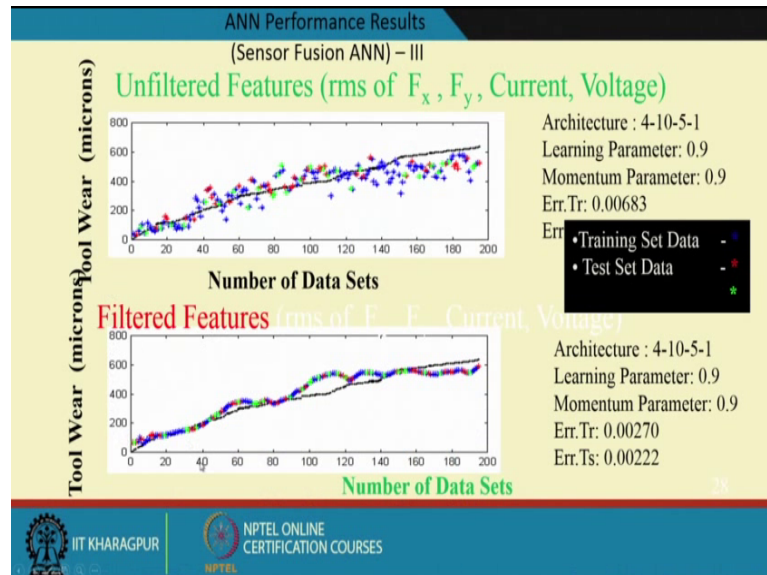 ANN Performance Results
(Sensor Fusion ANN) – III
Unfiltered Features (rms of Fx , Fy , Current, Voltage)
Tool Wear (microns)
800
600
400
200
0
0 20 40 60 80 100 120 140 160 180 200
Number of Data Sets
Architecture : 4-10-5-1
Learning Parameter: 0.9
Momentum Parameter: 0.9
Err.Tr: 0.00683
Err
•Training Set Data - *
• Test Set Data - *
*
Filtered Features (rms of F F Current, Voltage)
Tool Wear (microns)
800
600
400
200
0
0 20 40 60 80 100 120 140 160 180 200
Number of Data Sets
Architecture : 4-10-5-1
Learning Parameter: 0.9
Momentum Parameter: 0.9
Err.Tr: 0.00270
Err.Ts: 0.00222
28
IIT KHARAGPUR
NPTEL
NPTEL ONLINE
CERTIFICATION COURSES